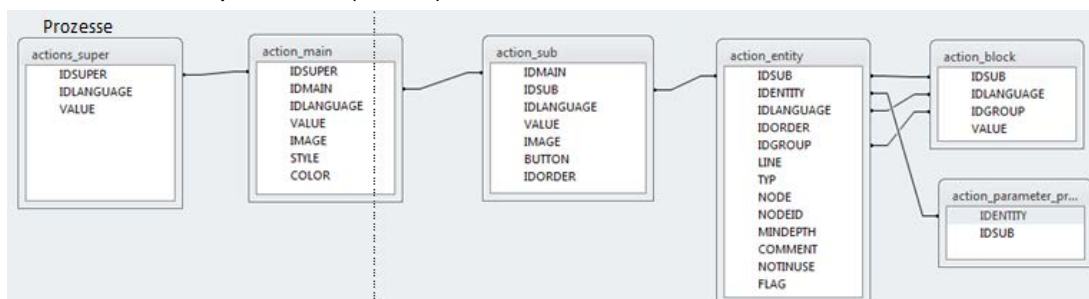 Prozesse
actions_super
IDSUPER
IDLANGUAGE
VALUE
action_main
IDSUPER
IDMAIN
IDLANGUAGE
VALUE
IMAGE
STYLE
COLOR
action_sub
IDMAIN
IDSUB
IDLANGUAGE
VALUE
IMAGE
BUTTON
IDORDER
action_entity
IDSUB
IDENTITY
IDLANGUAGE
IDORDER
IDGROUP
LINE
TYP
NODE
NODEID
MINDEPTH
COMMENT
NOTINUSE
FLAG
action_block
IDSUB
IDLANGUAGE
IDGROUP
VALUE
action_parameter_pr...
IDENTITY
IDSUB